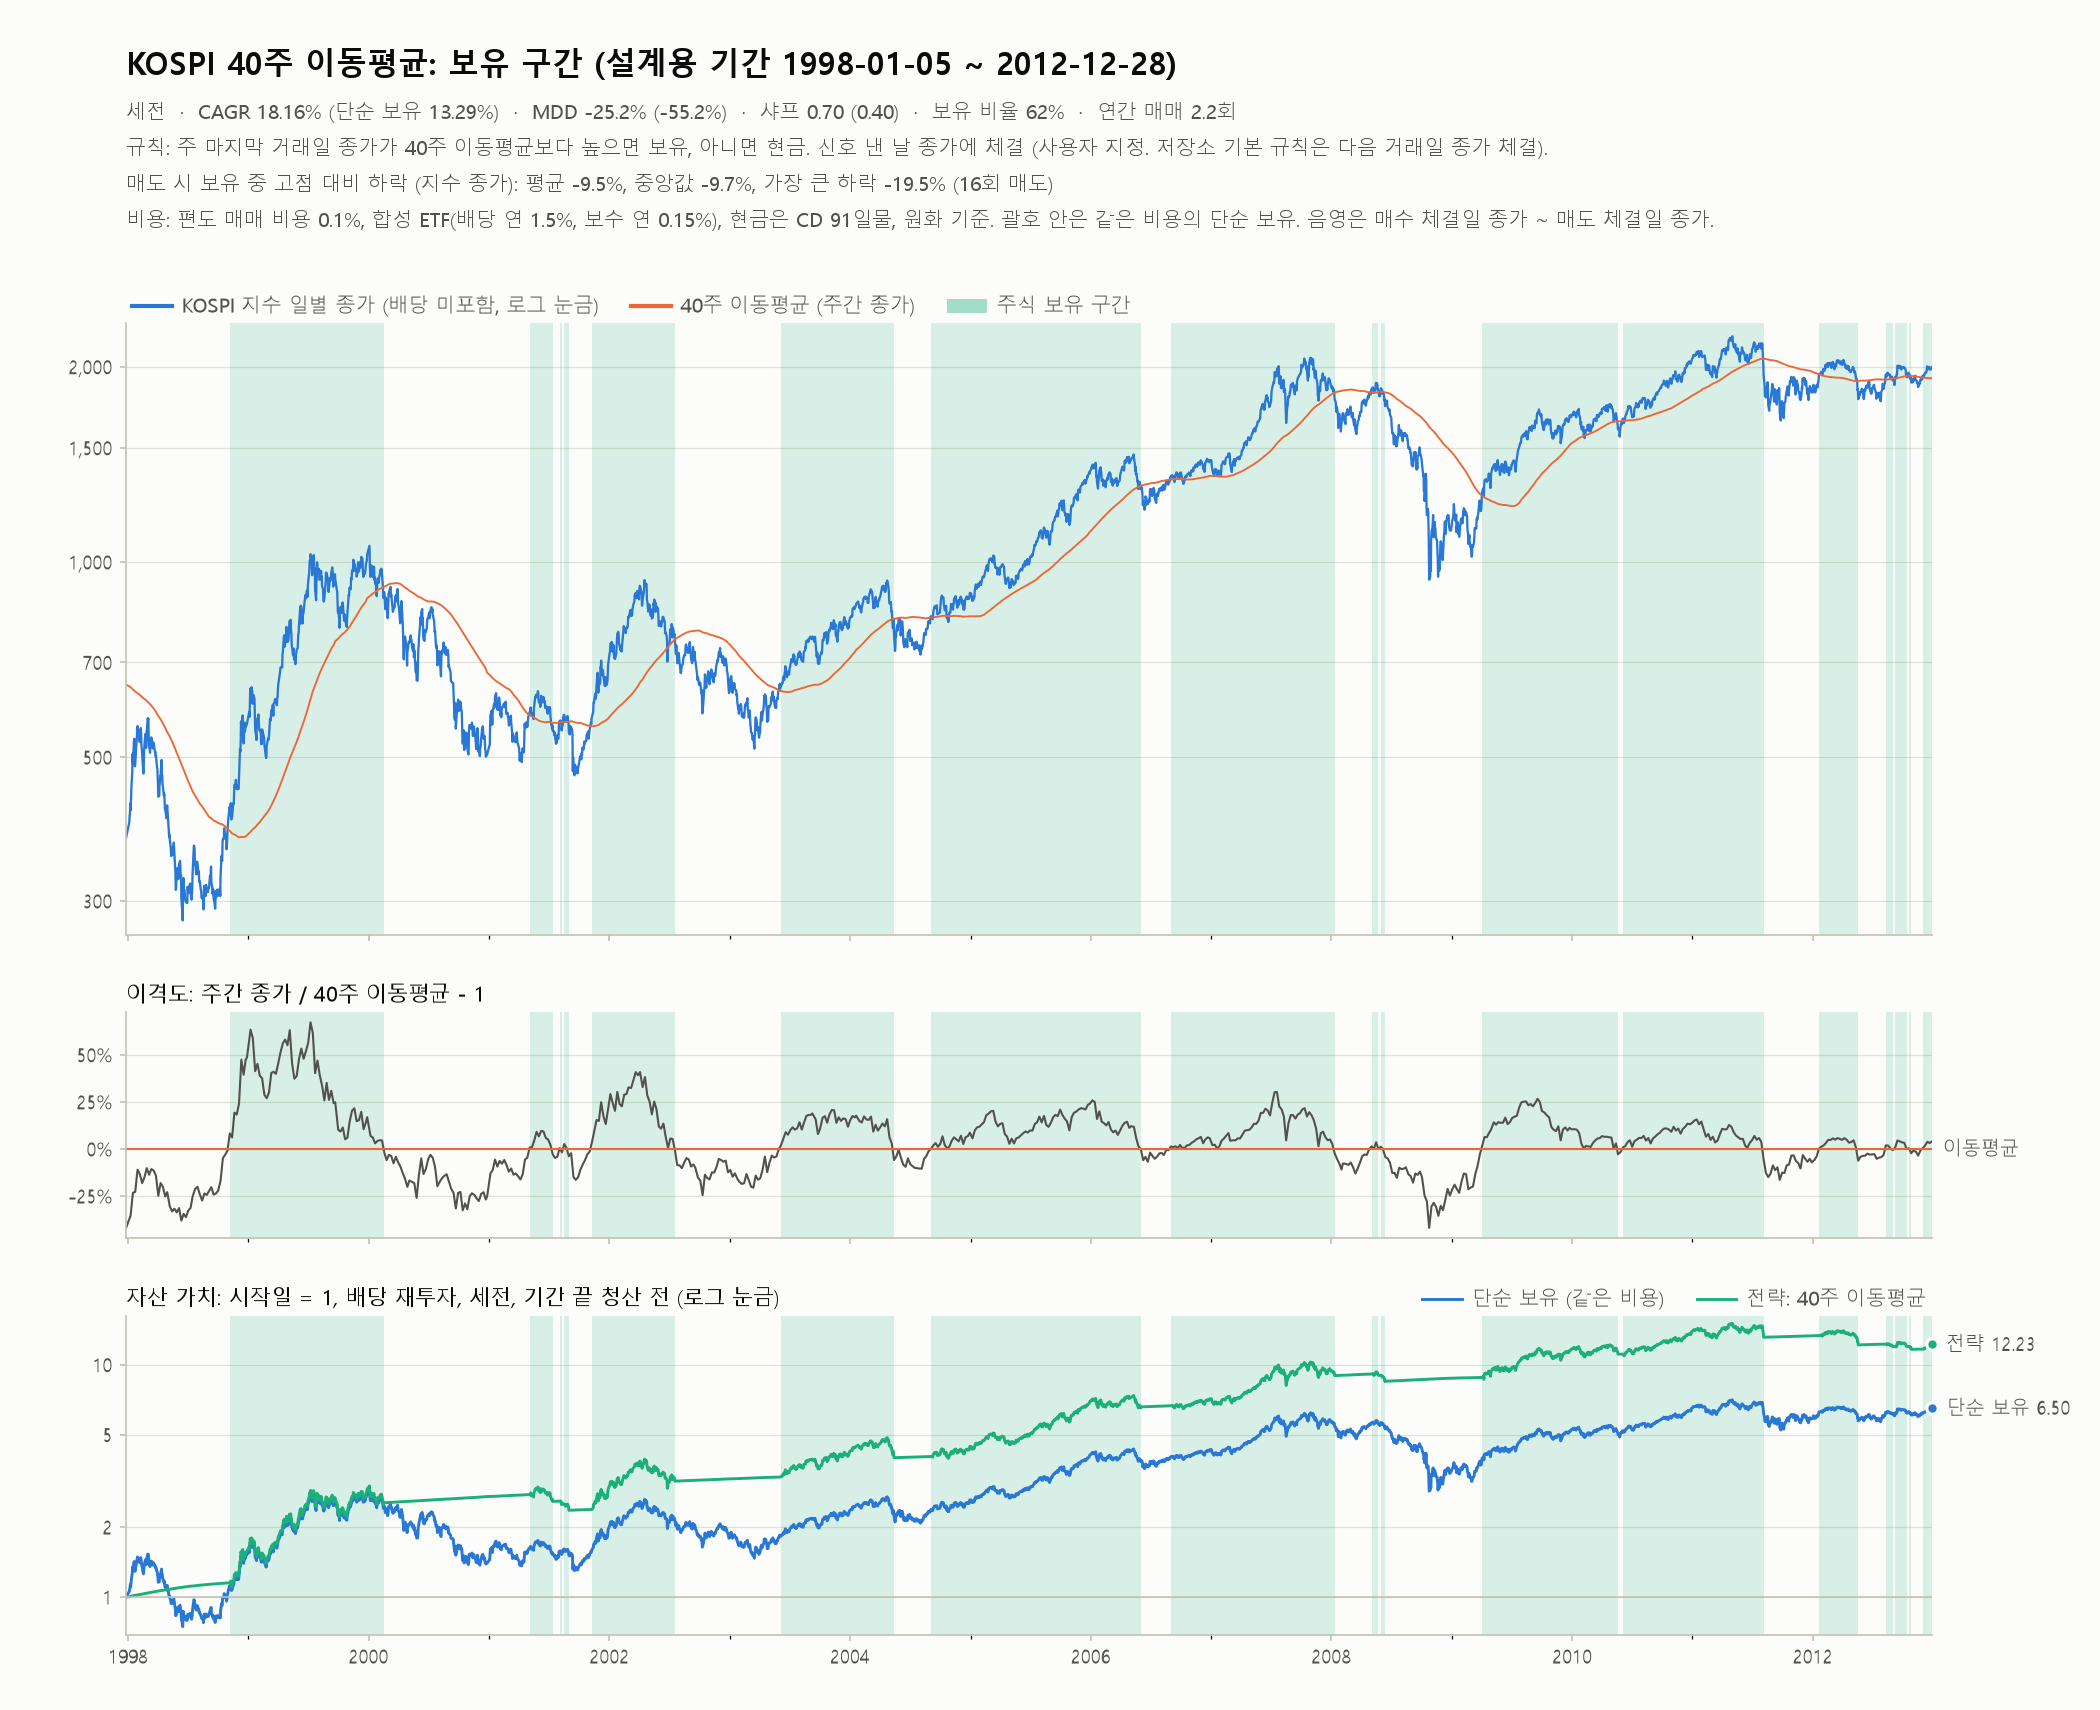 KOSPI 40주 이동평균: 보유 구간 (설계용 기간 1998-01-05 ~ 2012-12-28)
세전 · CAGR 18.16% (단순 보유 13.29%) · MDD -25.2% (-55.2%) · 샤프 0.70 (0.40) · 보유 비율 62% · 연간 매매 2.2회
규칙: 주 마지막 거래일 종가가 40주 이동평균보다 높으면 보유, 아니면 현금. 신호 낸 날 종가에 체결 (사용자 지정. 저장소 기본 규칙은 다음 거래일 종가 체결).
매도 시 보유 중 고점 대비 하락 (지수 종가): 평균 -9.5%, 중앙값 -9.7%, 가장 큰 하락 -19.5% (16회 매도)
비용: 편도 매매 비용 0.1%, 합성 ETF(배당 연 1.5%, 보수 연 0.15%), 현금은 CD 91일물, 원화 기준. 괄호 안은 같은 비용의 단순 보유. 음영은 매수 체결일 종가 ~ 매도 체결일 종가.
KOSPI 지수 일별 종가 (배당 미포함, 로그 눈금) 40주 이동평균 (주간 종가) 주식 보유 구간
2,000
1,500
1,000
700
500
300
이격도: 주간 종가 / 40주 이동평균 - 1
50%
25%
0%
-25%
이동평균
자산 가치: 시작일 = 1, 배당 재투자, 세전, 기간 끝 청산 전 (로그 눈금)
단순 보유 (같은 비용) 전략: 40주 이동평균
10
5
2
1
전략 12.23
단순 보유 6.50
1998 2000 2002 2004 2006 2008 2010 2012